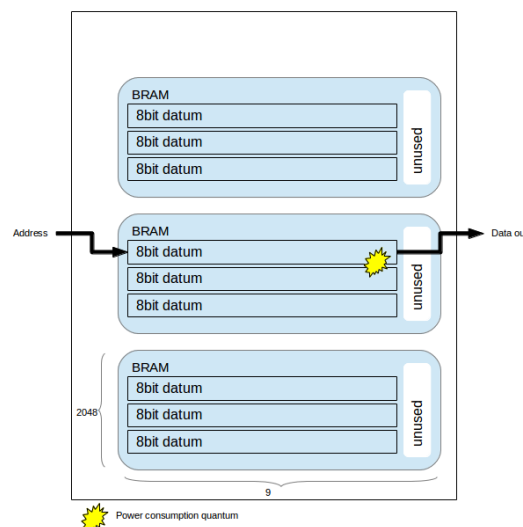 BRAM
8bit datum
8bit datum
8bit datum
unused
Address
BRAM
8bit datum
8bit datum
8bit datum
unused
Data ou
BRAM
8bit datum
8bit datum
8bit datum
unused
2048
9
Power consumption quantum